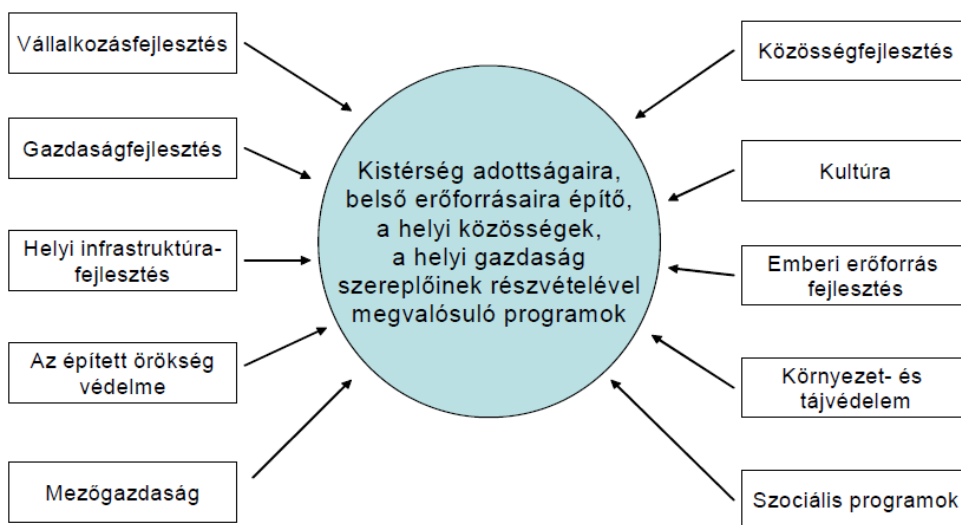 Vállalkozásfejlesztés
Gazdaságfejlesztés
Helyi infrastruktúra-
fejlesztés
Az épített örökség
védelme
Mezőgazdaság
Kistérség adottságaira,
belső erőforrásaira építő,
a helyi közösségek,
a helyi gazdaság
szereplőinek részvételével
megvalósuló programok
Közösségfejlesztés
Kultúra
Emberi erőforrás
fejlesztés
Környezet- és
tájvédelem
Szociális programok